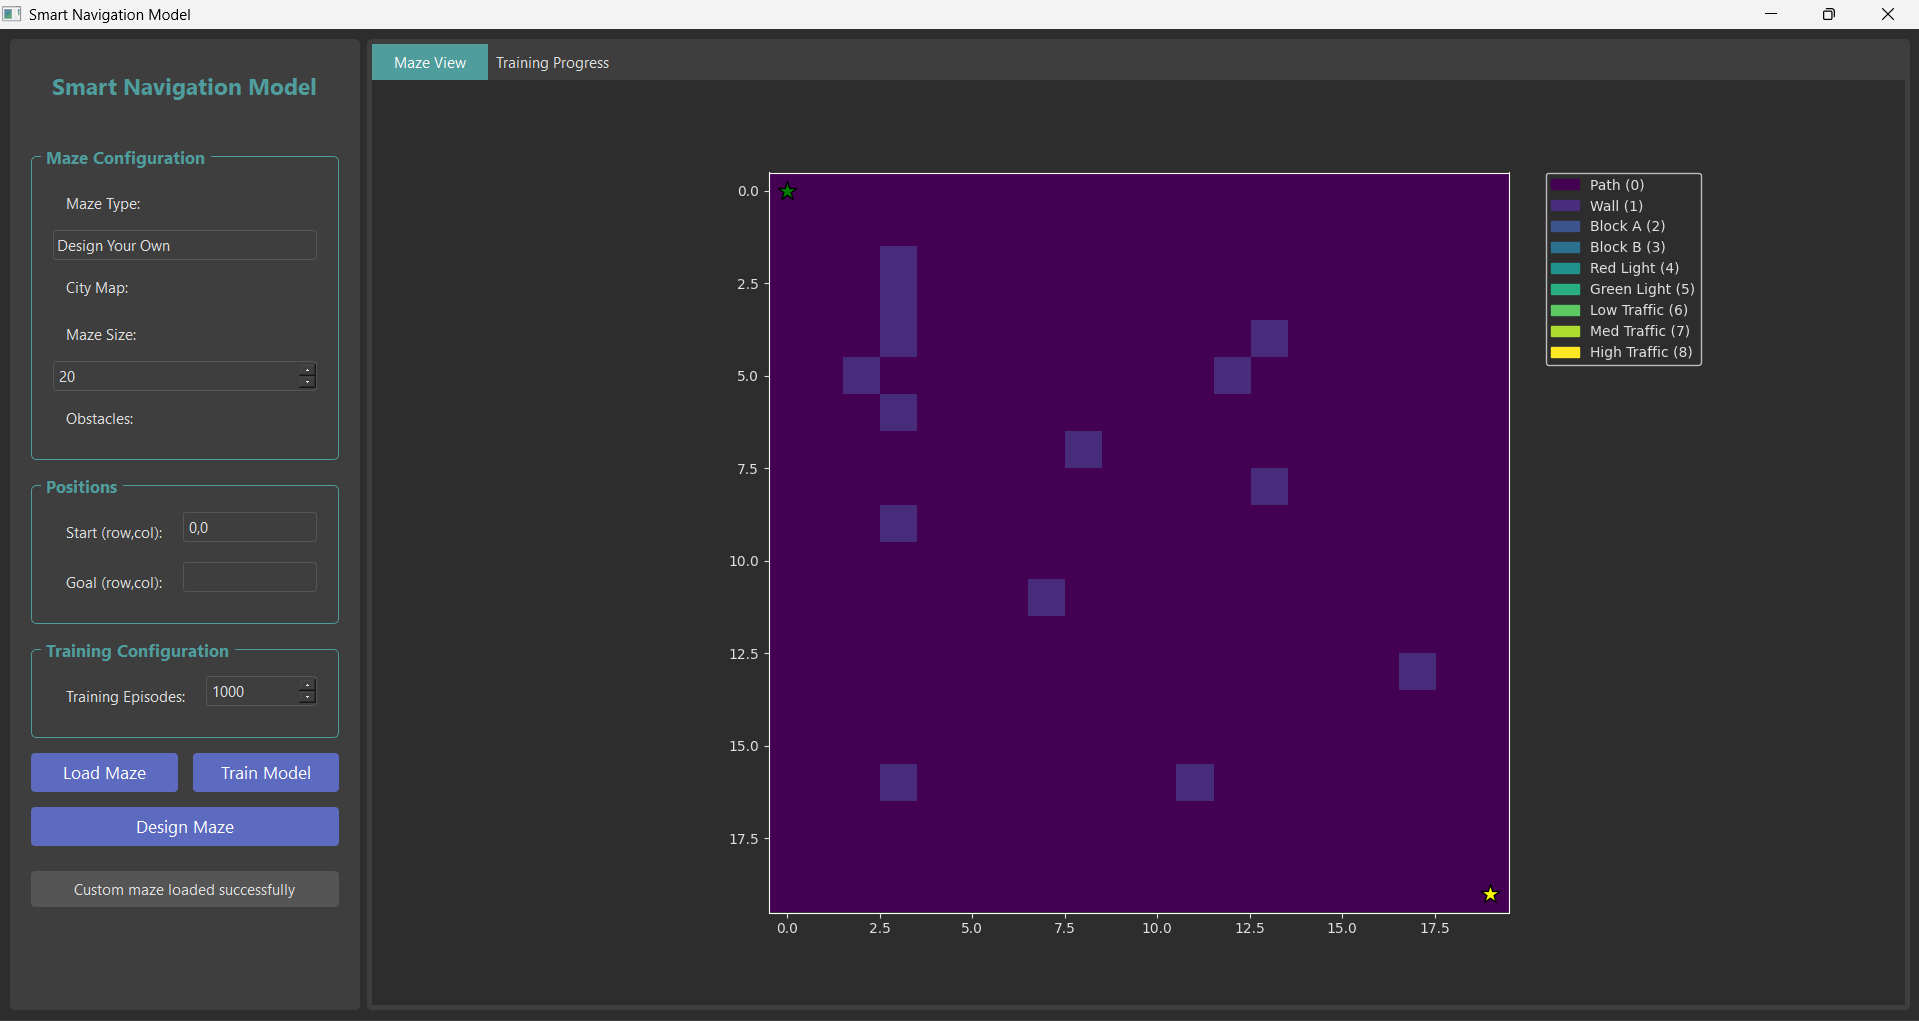 Smart Navigation Model
Smart Navigation Model
Maze Configuration
Maze Type:
Design Your Own
City Map:
Maze Size:
20
Obstacles:
Positions
Start (row,col):
0,0
Goal (row,col):
Training Configuration
Training Episodes:
1000
Load Maze
Train Model
Design Maze
Custom maze loaded successfully
Maze View
Training Progress
0.0
2.5
5.0
7.5
10.0
12.5
15.0
17.5
0.0 2.5 5.0 7.5 10.0 12.5 15.0 17.5
Path (0)
Wall (1)
Block A (2)
Block B (3)
Red Light (4)
Green Light (5)
Low Traffic (6)
Med Traffic (7)
High Traffic (8)